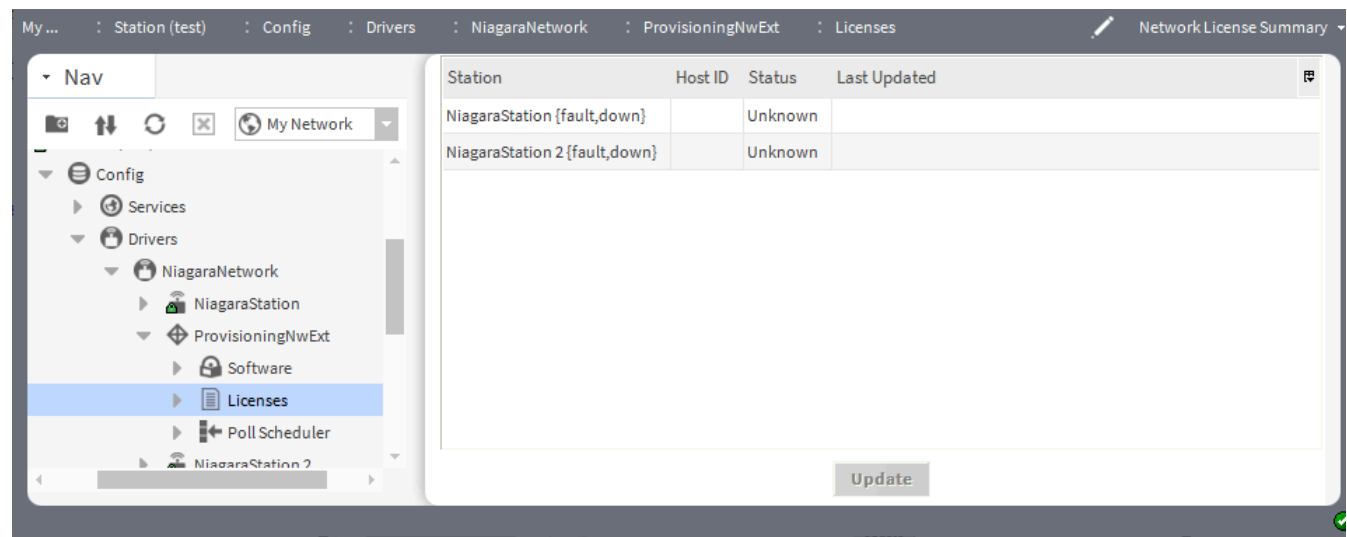 My ... : Station (test) : Config : Drivers : NiagaraNetwork : ProvisioningNwExt : Licenses Network License Summary
Nav
My Network
Config
Services
Drivers
NiagaraNetwork
NiagaraStation
ProvisioningNwExt
Software
Licenses
Poll Scheduler
NiagaraStation 2
Station Host ID Status Last Updated
NiagaraStation {fault,down} Unknown
NiagaraStation 2 {fault,down} Unknown
Update